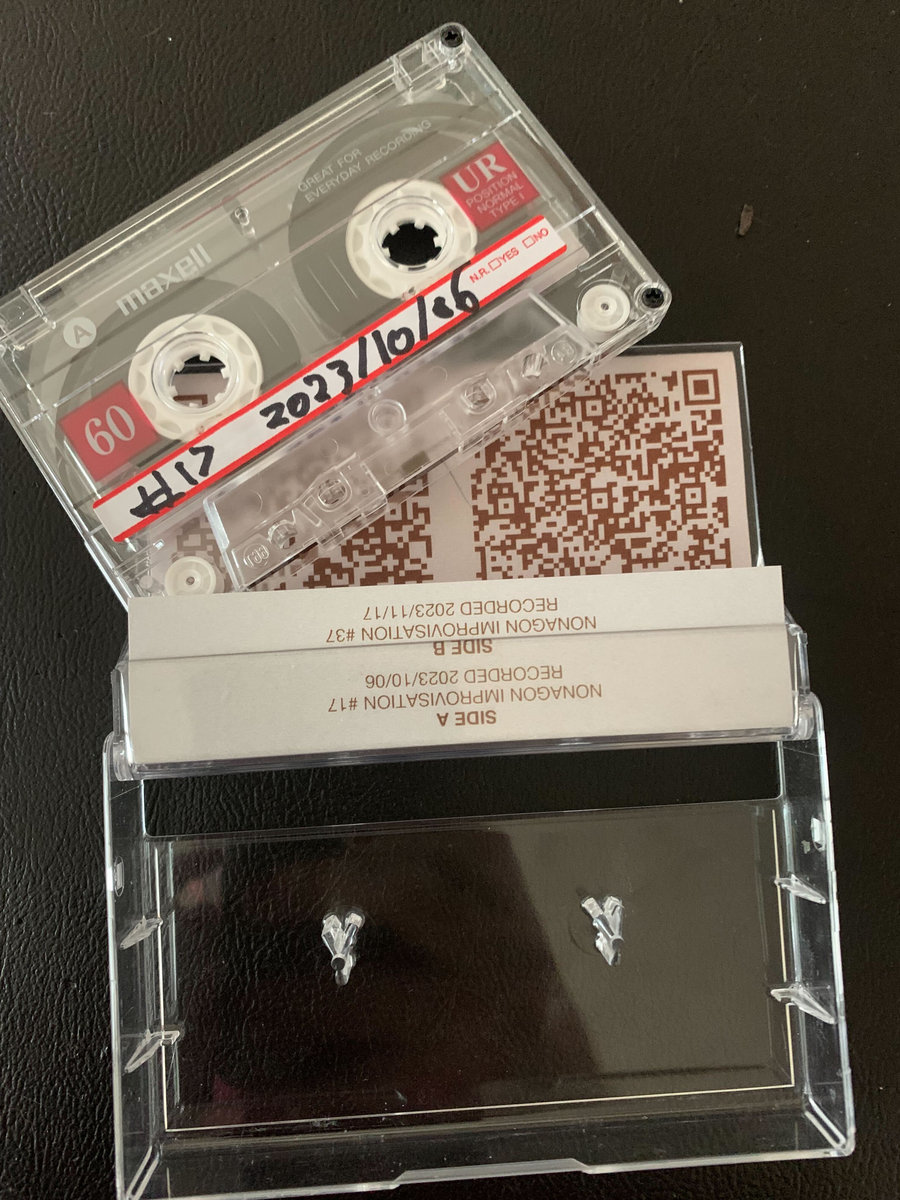 GREAT FOR
EVERYDAY RECORDING
UR
POSITION
NORMAL
TYPE I
A maxell
N.R. □YES □NO
2023/10/06
60
SIDE A
NONAGON IMPROVISATION #17
RECORDED 2023/10/06
SIDE B
NONAGON IMPROVISATION #37
RECORDED 2023/11/17